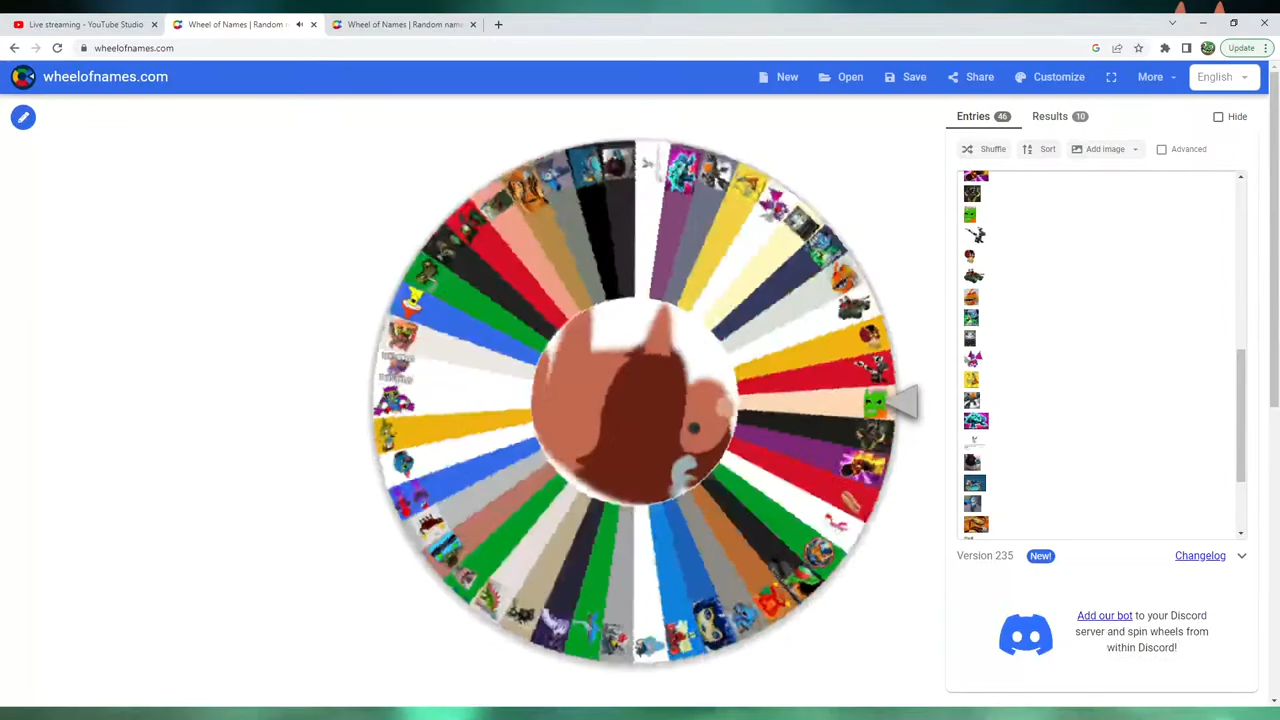 Live streaming - YouTube Studio
Wheel of Names | Random n
Wheel of Names | Random name
wheelofnames.com
Update
wheelofnames.com
New
Open
Save
Share
Customize
More
English
Entries 46
Results 10
Hide
Shuffle
Sort
Add image
Advanced
Version 235
New!
Changelog
Add our bot to your Discord
server and spin wheels from
within Discord!